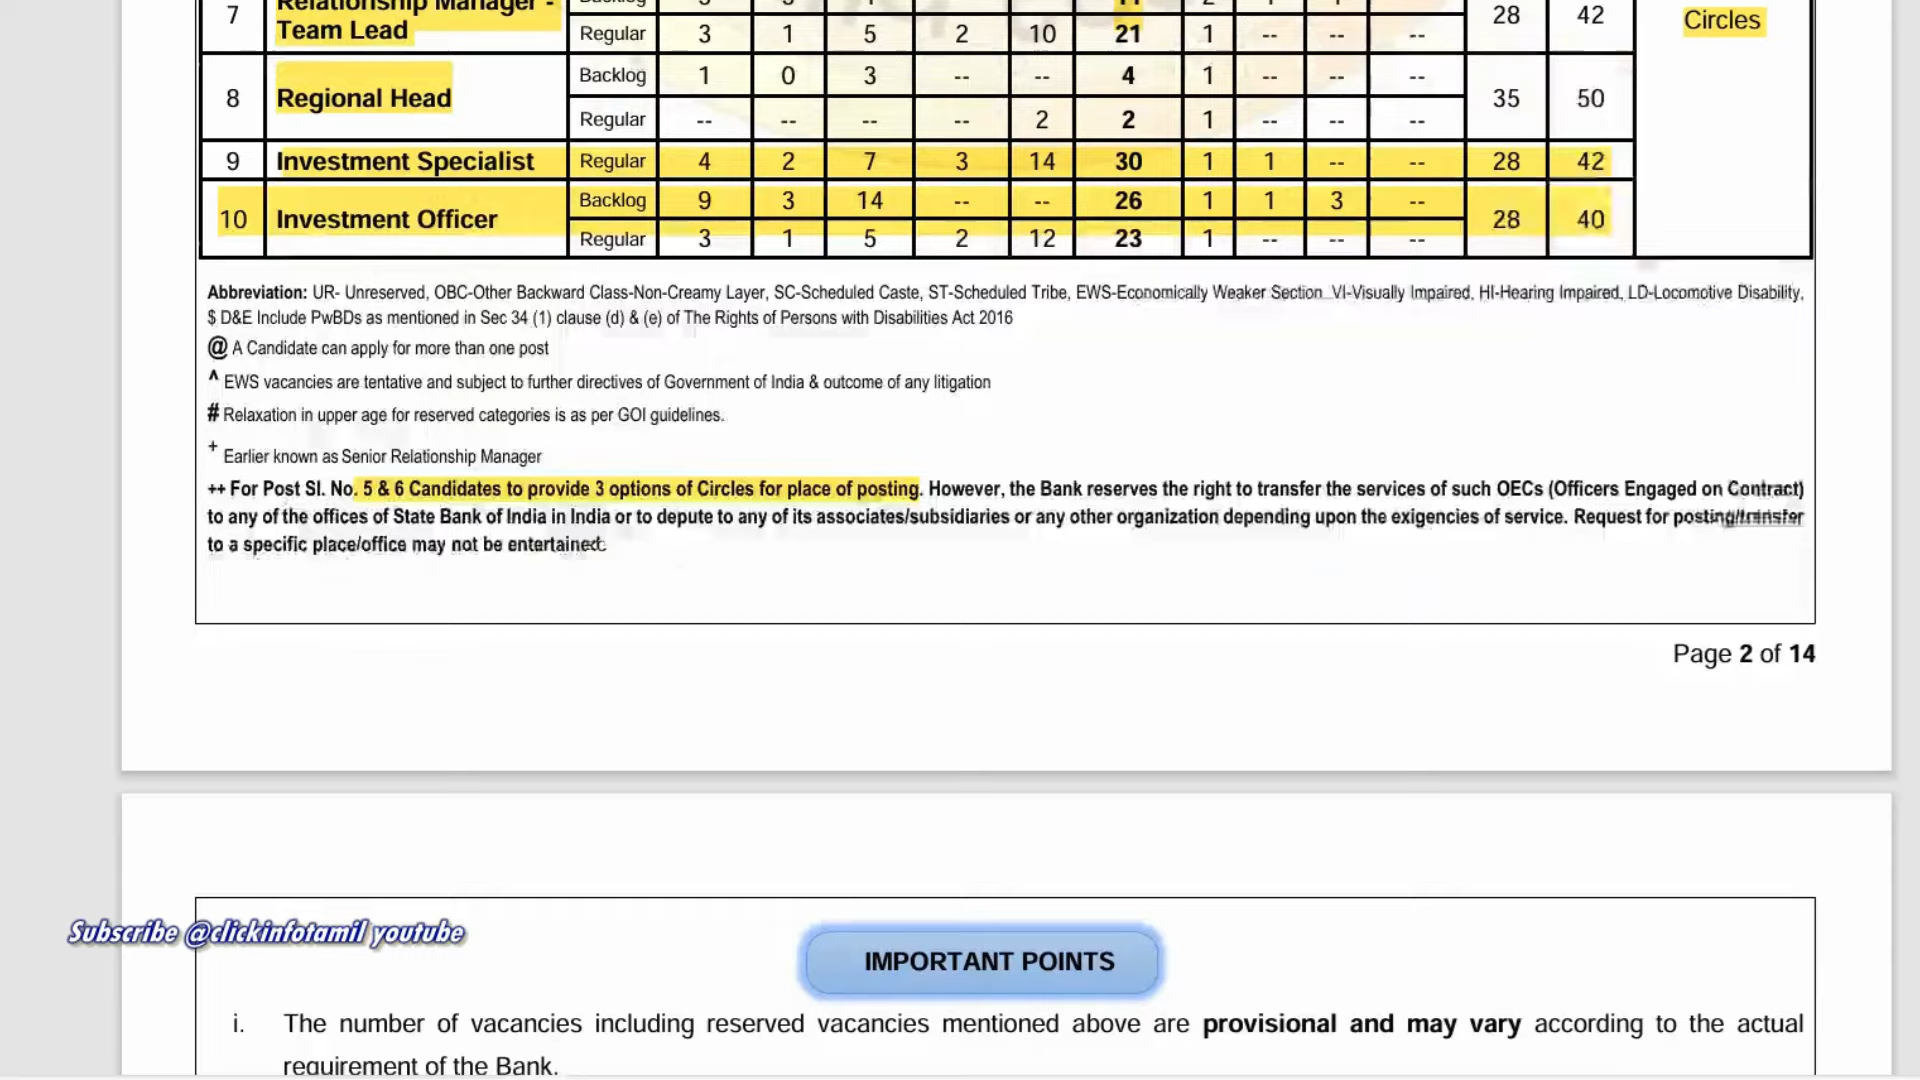 Relationship Manager -
7 Team Lead 28 42 Circles
Regular 3 1 5 2 10 21 1 -- -- --
Backlog 1 0 3 -- -- 4 1 -- -- --
8 Regional Head 35 50
Regular -- -- -- -- 2 2 1 -- -- --
9 Investment Specialist Regular 4 2 7 3 14 30 1 1 -- -- 28 42
Backlog 9 3 14 -- -- 26 1 1 3 --
10 Investment Officer 28 40
Regular 3 1 5 2 12 23 1 -- -- --
Abbreviation: UR- Unreserved, OBC-Other Backward Class-Non-Creamy Layer, SC-Scheduled Caste, ST-Scheduled Tribe, EWS-Economically Weaker Section VI-Visually Impaired, HI-Hearing Impaired, LD-Locomotive Disability,
$ D&E Include PwBDs as mentioned in Sec 34 (1) clause (d) & (e) of The Rights of Persons with Disabilities Act 2016
@ A Candidate can apply for more than one post
^ EWS vacancies are tentative and subject to further directives of Government of India & outcome of any litigation
# Relaxation in upper age for reserved categories is as per GOI guidelines.
+ Earlier known as Senior Relationship Manager
++ For Post Sl. No. 5 & 6 Candidates to provide 3 options of Circles for place of posting. However, the Bank reserves the right to transfer the services of such OECs (Officers Engaged on Contract)
to any of the offices of State Bank of India in India or to depute to any of its associates/subsidiaries or any other organization depending upon the exigencies of service. Request for posting/transfer
to a specific place/office may not be entertained.
Page 2 of 14
Subscribe @clickinfotamil youtube
IMPORTANT POINTS
i. The number of vacancies including reserved vacancies mentioned above are provisional and may vary according to the actual
requirement of the Bank.